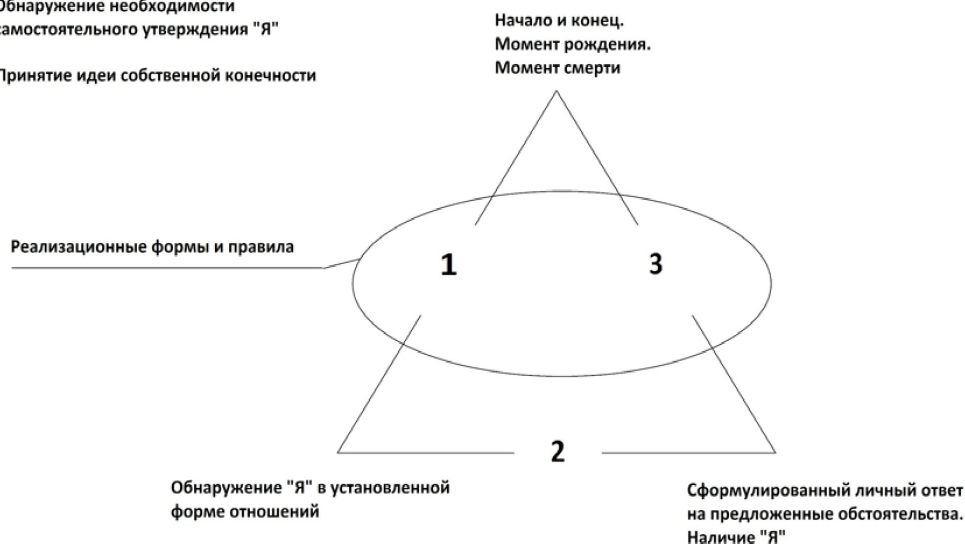 Обнаружение необходимости
самостоятельного утверждения "Я"
Принятие идеи собственной конечности
Начало и конец.
Момент рождения.
Момент смерти
Реализационные формы и правила
1
3
2
Обнаружение "Я" в установленной
форме отношений
Сформулированный личный ответ
на предложенные обстоятельства.
Наличие "Я"